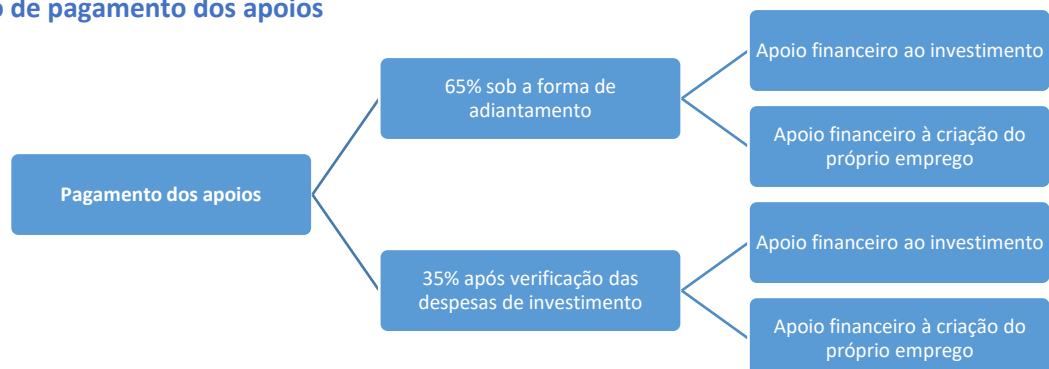 o de pagamento dos apoios
Pagamento dos apoios
65% sob a forma de
adiantamento
Apoio financeiro ao investimento
Apoio financeiro à criação do
próprio emprego
35% após verificação das
despesas de investimento
Apoio financeiro ao investimento
Apoio financeiro à criação do
próprio emprego